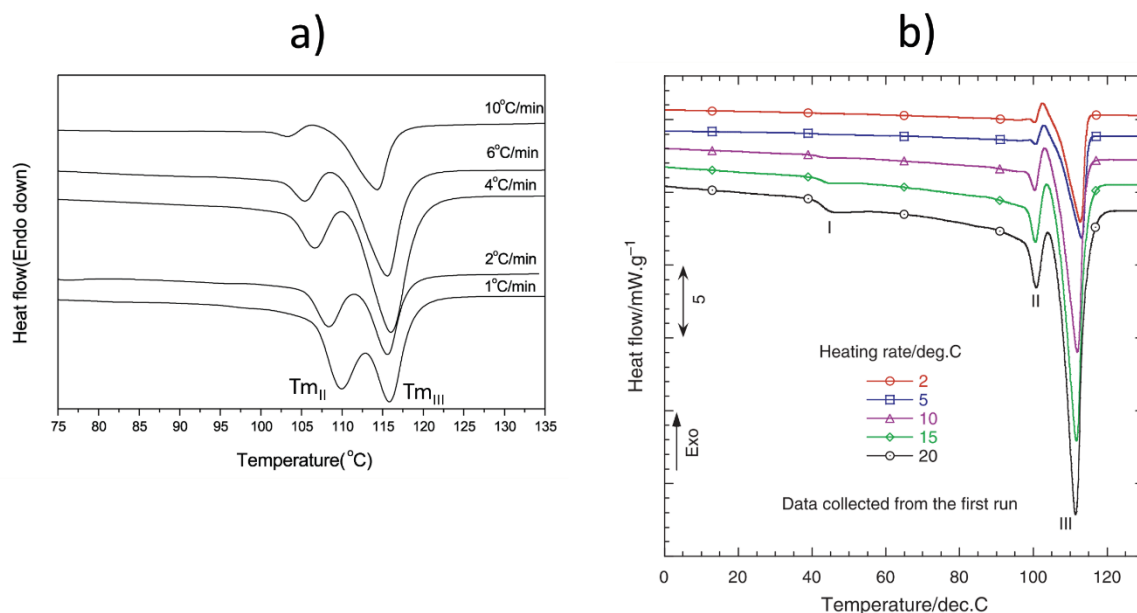 a)
10°C/min
6°C/min
4°C/min
2°C/min
1°C/min
Heat flow(Endo down)
TmII
TmIII
75 80 85 90 95 100 105 110 115 120 125 130 135
Temperature(°C)
b)
Heat flow/mW.g⁻¹
5
Exo
I
II
III
Heating rate/deg.C
2
5
10
15
20
Data collected from the first run
0 20 40 60 80 100 120
Temperature/dec.C